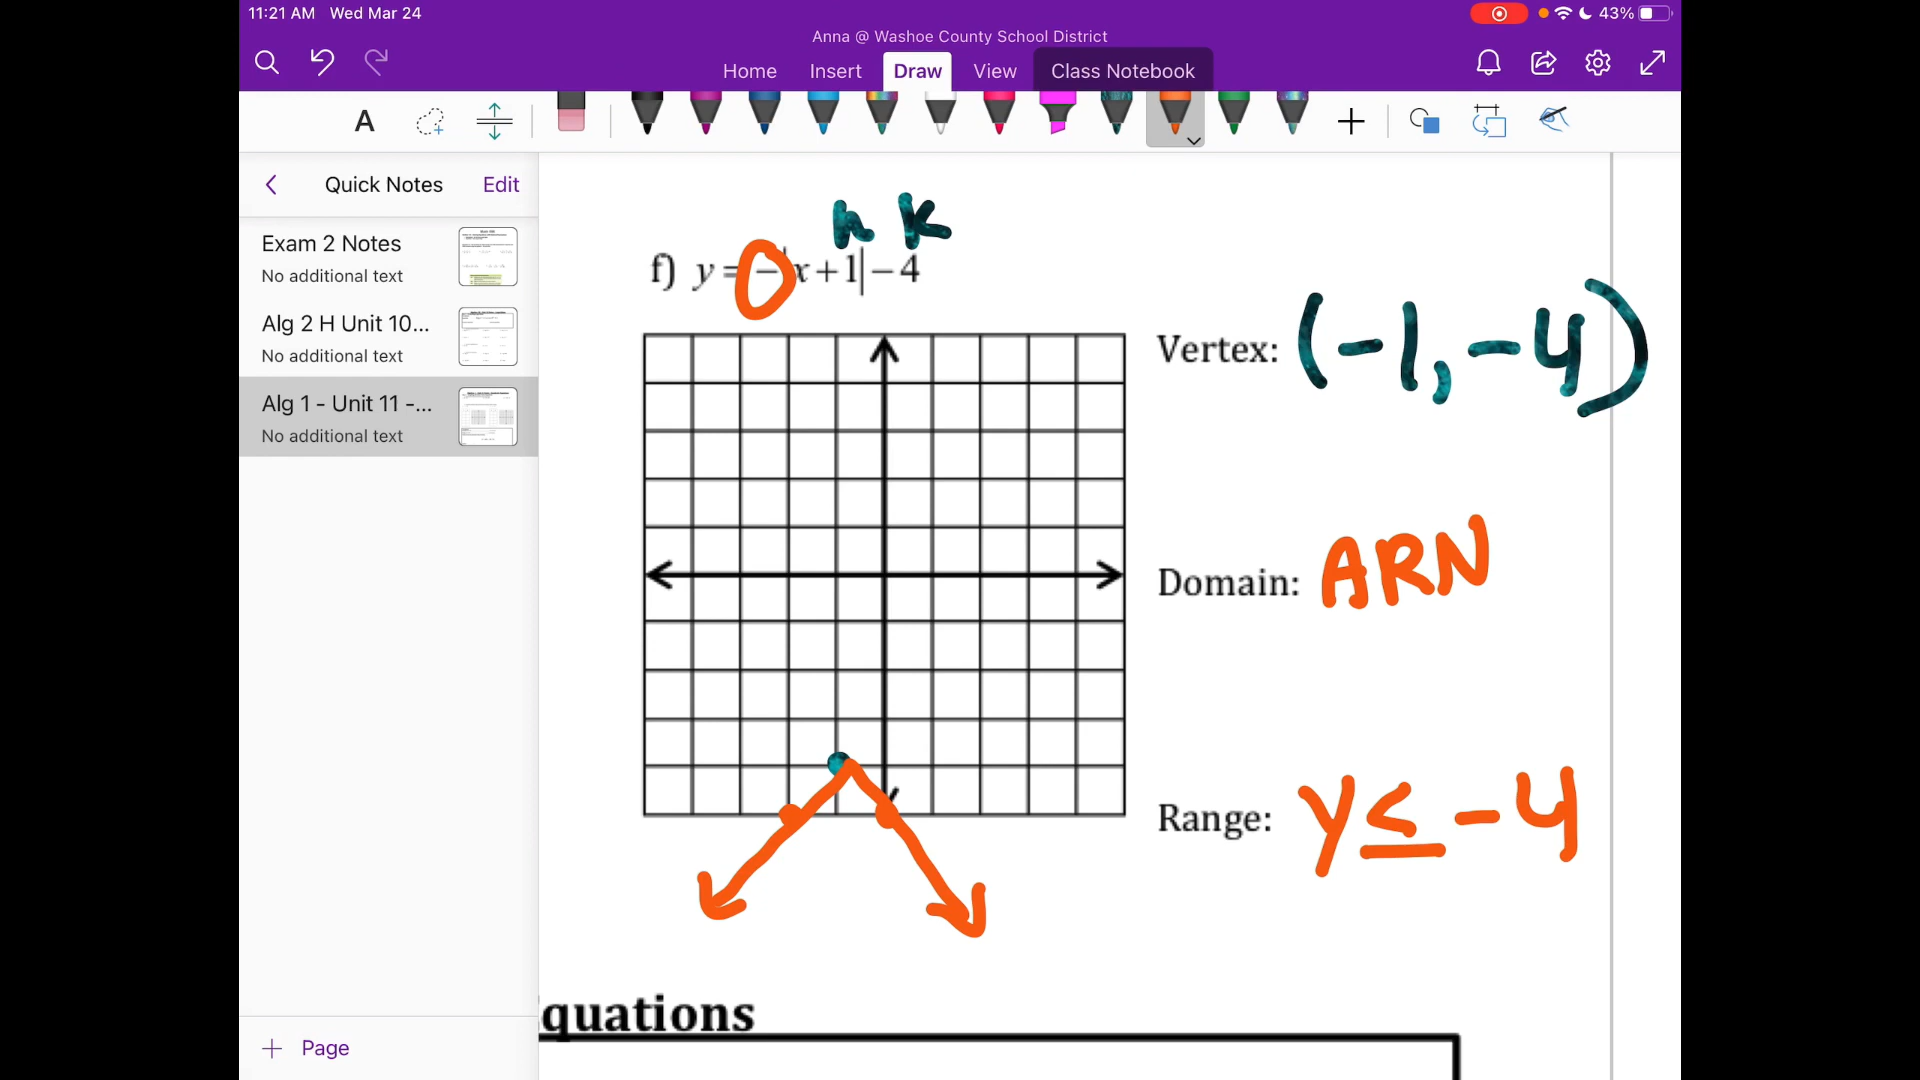 11:21 AM Wed Mar 24 43%
Anna @ Washoe County School District
Home Insert Draw View Class Notebook
A
Quick Notes Edit
Exam 2 Notes
No additional text
Alg 2 H Unit 10...
No additional text
Alg 1 - Unit 11 -...
No additional text
+ Page
h k
f) y = -|x+1|-4
Vertex: (-1,-4)
Domain: ARN
Range: y ≤ -4
quations